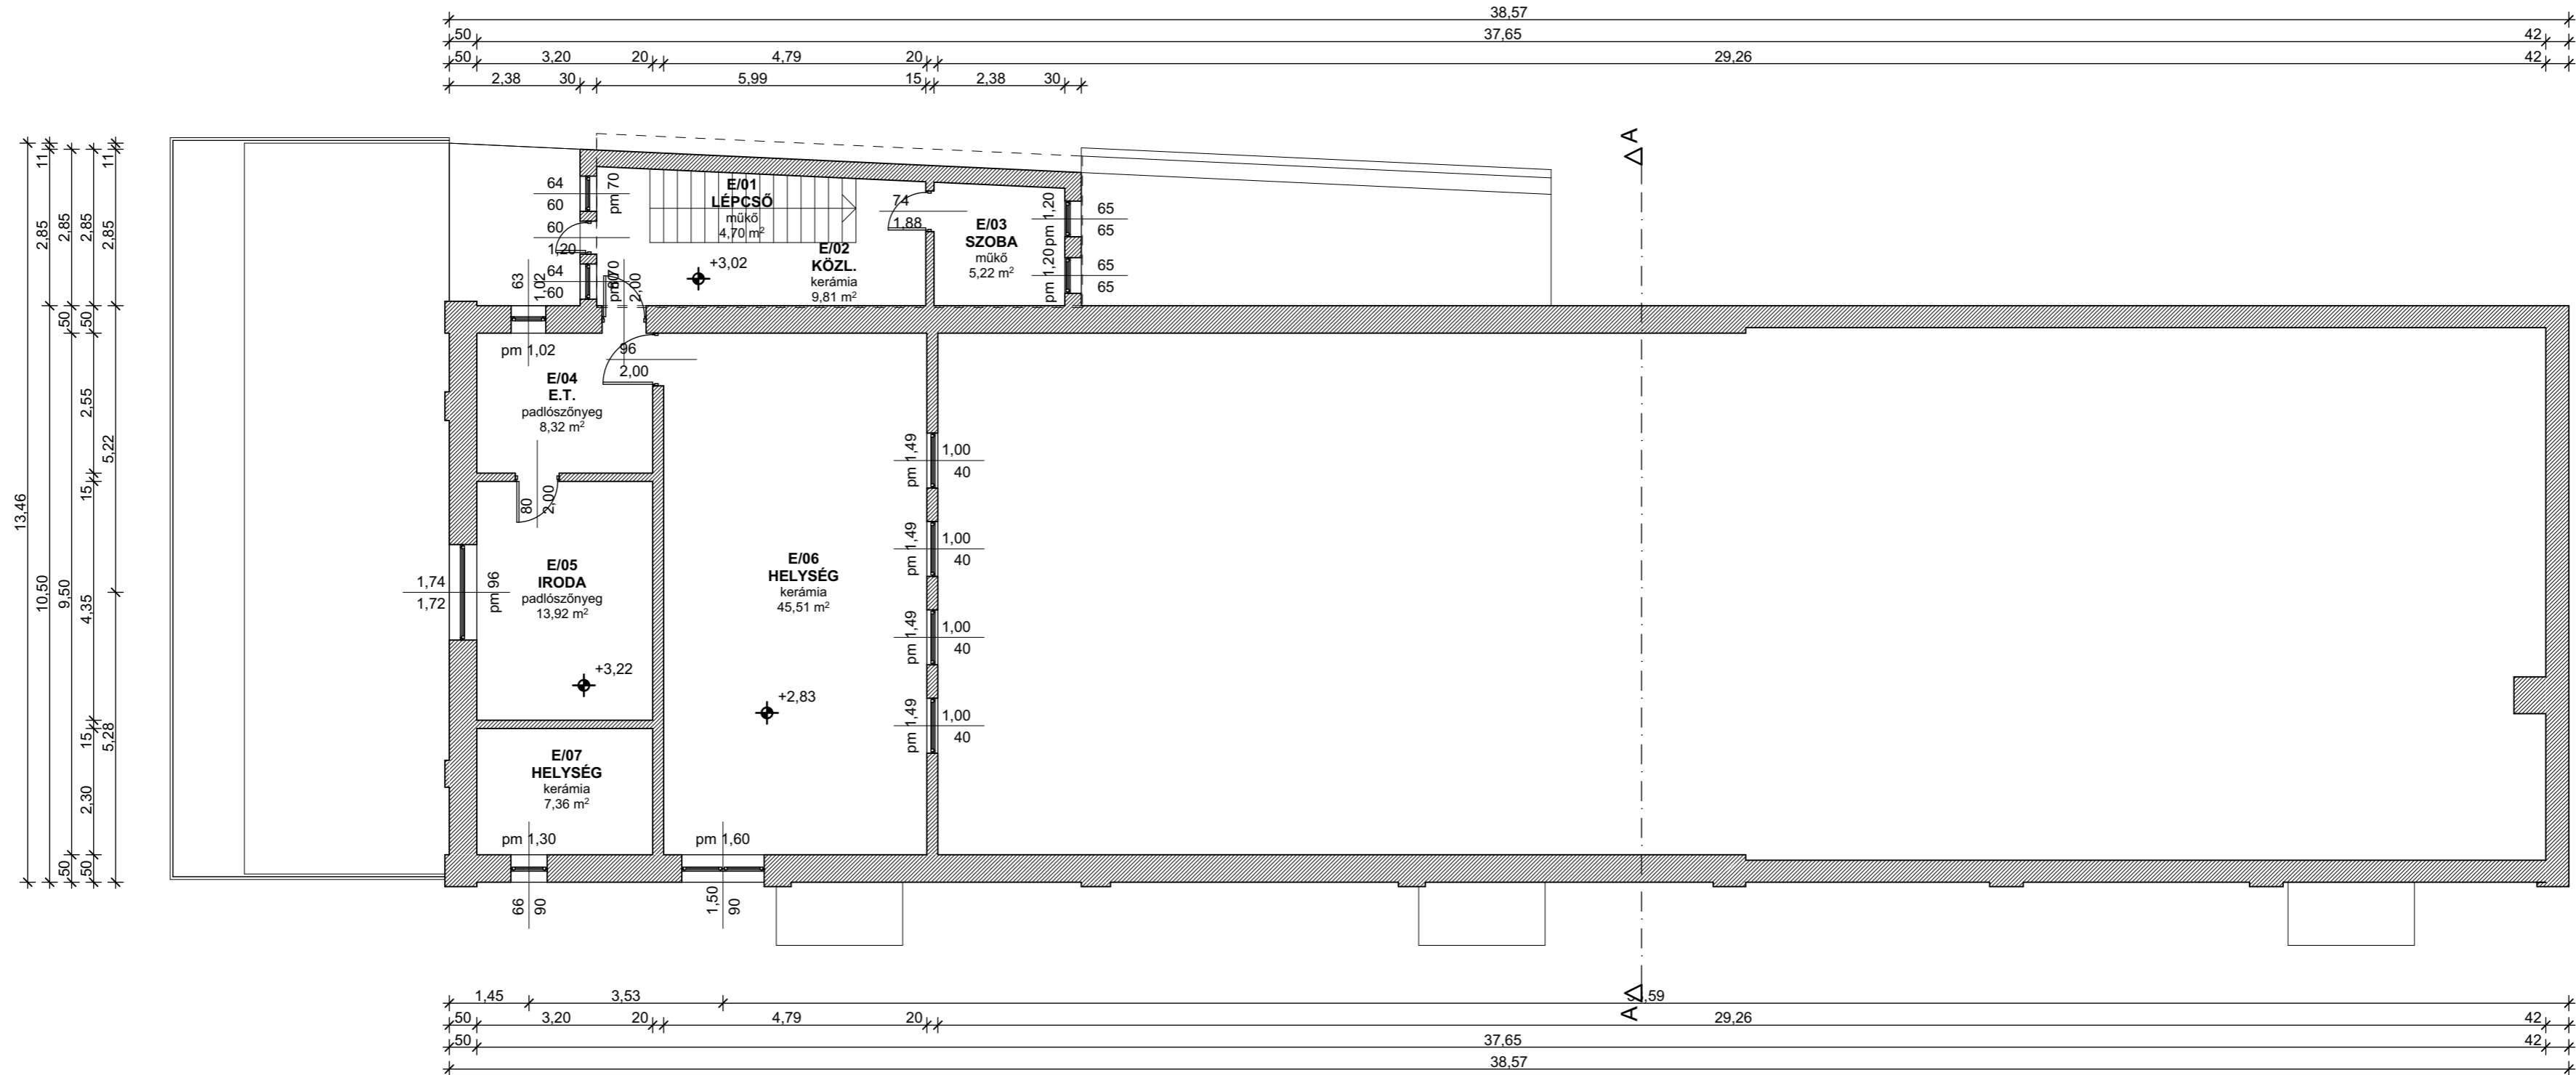 38,57
50 37,65 42
50 3,20 20 4,79 20 29,26 42
2,38 30 5,99 15 2,38 30
A
11 11
2,85 2,85 2,85 2,85
13,46
10,50
50 9,50 50
50 2,55 15 4,35 15 2,30 50
5,22 5,28
64
60
pm 70
60
1,20
64
60
63
1,02
2,00
E/01
LÉPCSŐ
műkő
4,70 m²
E/02
KÖZL.
kerámia
9,81 m²
+3,02
74
1,88
E/03
SZOBA
műkő
5,22 m²
pm 1,20
65
65
pm 1,20
65
65
pm 1,02
96
2,00
E/04
E.T.
padlószőnyeg
8,32 m²
80
2,00
1,74
1,72
pm 96
E/05
IRODA
padlószőnyeg
13,92 m²
+3,22
E/06
HELYSÉG
kerámia
45,51 m²
+2,83
pm 1,49
1,00
40
pm 1,49
1,00
40
pm 1,49
1,00
40
pm 1,49
1,00
40
E/07
HELYSÉG
kerámia
7,36 m²
pm 1,30
66
90
pm 1,60
1,50
90
1,45 3,53
A
50 3,20 20 4,79 20 29,26 42
50 37,65 42
38,57